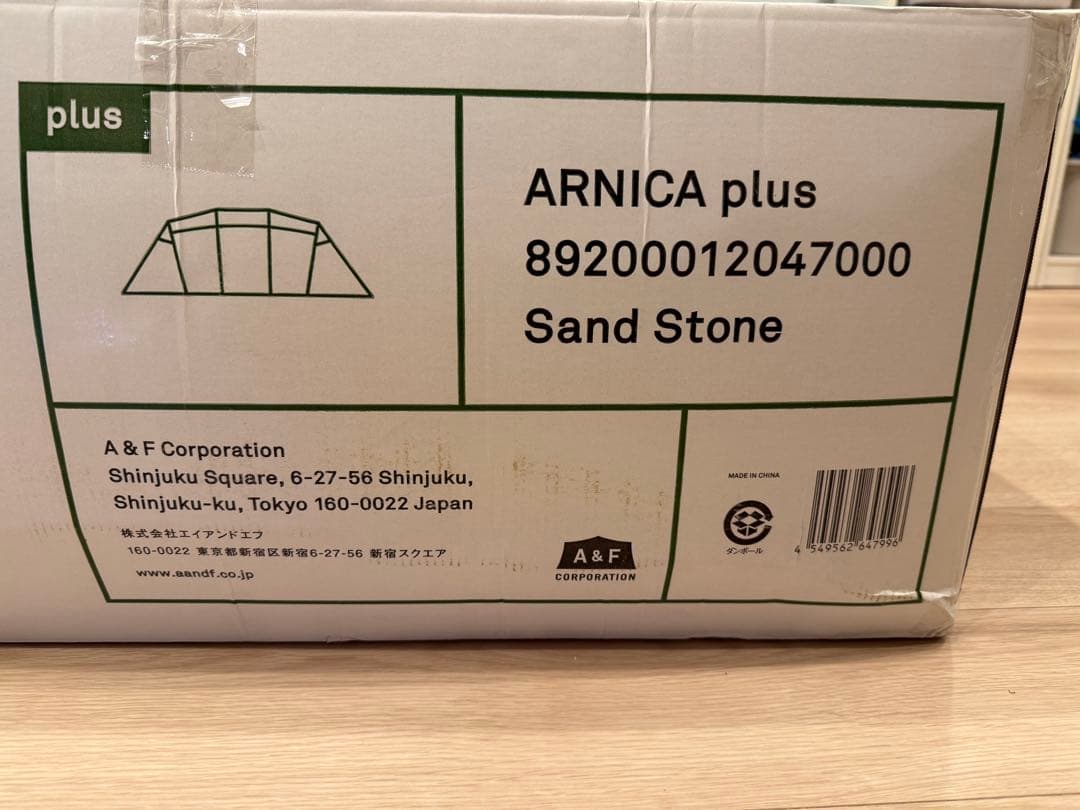 plus
ARNICA plus
89200012047000
Sand Stone
A & F Corporation
Shinjuku Square, 6-27-56 Shinjuku,
Shinjuku-ku, Tokyo 160-0022 Japan
株式会社エイアンドエフ
160-0022 東京都新宿区新宿6-27-56 新宿スクエア
www.aandf.co.jp
A & F
CORPORATION
MADE IN CHINA
ダンボール
4 549562 647996